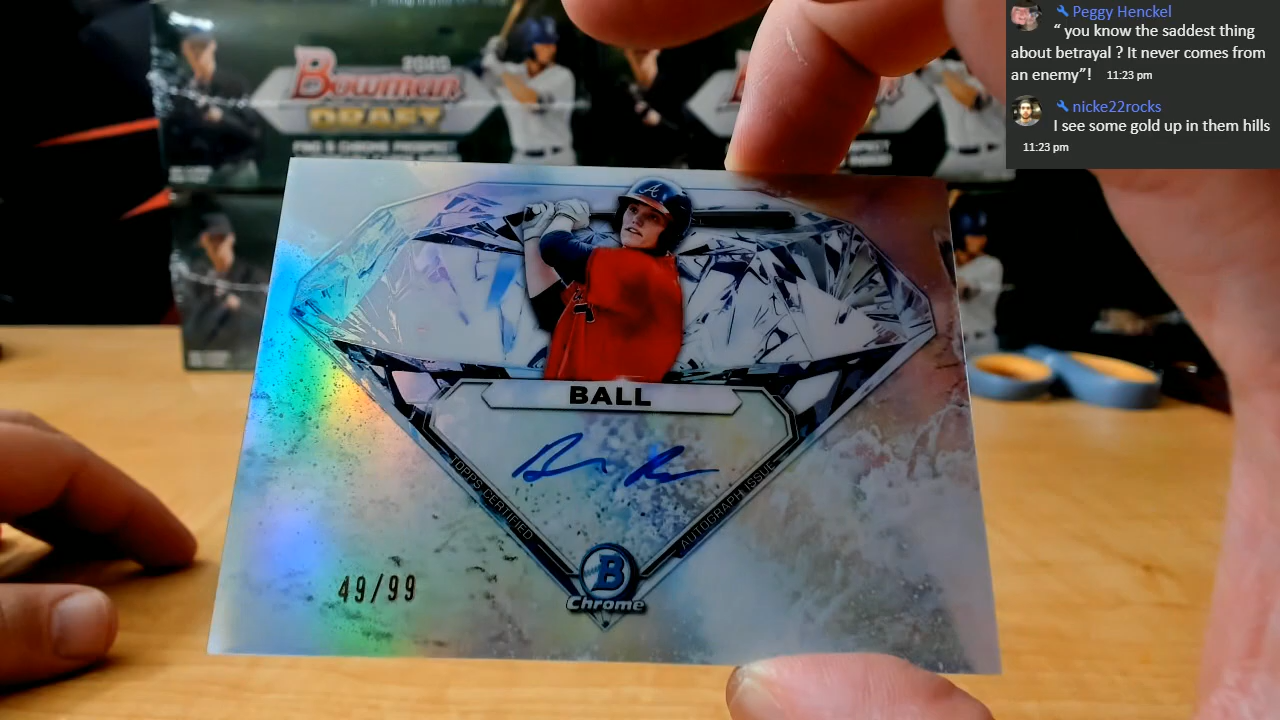 Peggy Henckel
“ you know the saddest thing
about betrayal ? It never comes from
an enemy”! 11:23 pm
nicke22rocks
I see some gold up in them hills
11:23 pm
2020
Bowman
DRAFT
A
BALL
TOPPS CERTIFIED
AUTOGRAPH ISSUE
B
Chrome
49/99